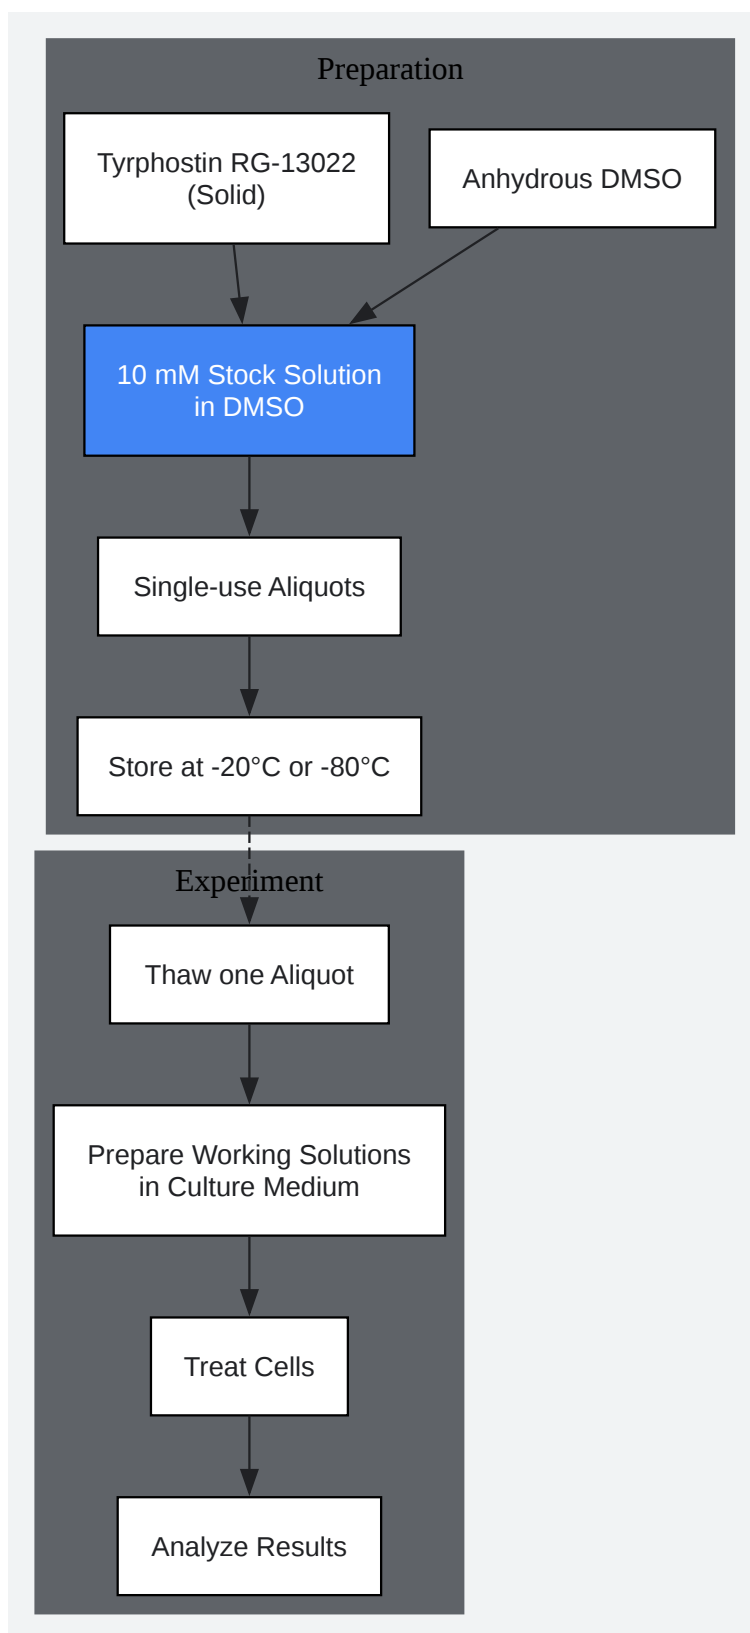 Preparation
Tyrphostin RG-13022
(Solid)
Anhydrous DMSO
10 mM Stock Solution
in DMSO
Single-use Aliquots
Store at -20°C or -80°C
Experiment
Thaw one Aliquot
Prepare Working Solutions
in Culture Medium
Treat Cells
Analyze Results